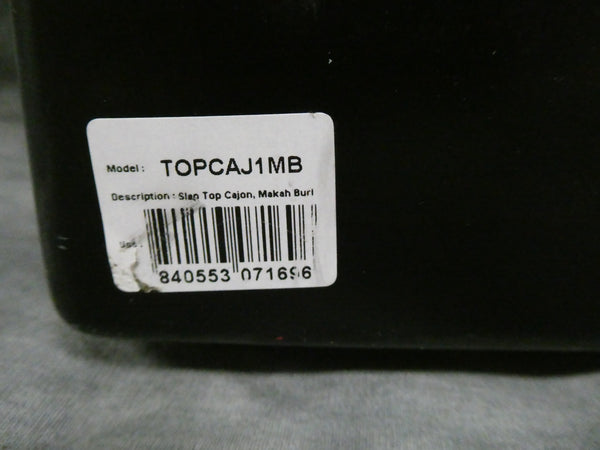 Model : TOPCAJ1MB
Description : Slap Top Cajon, Makah Burl
840553 071696